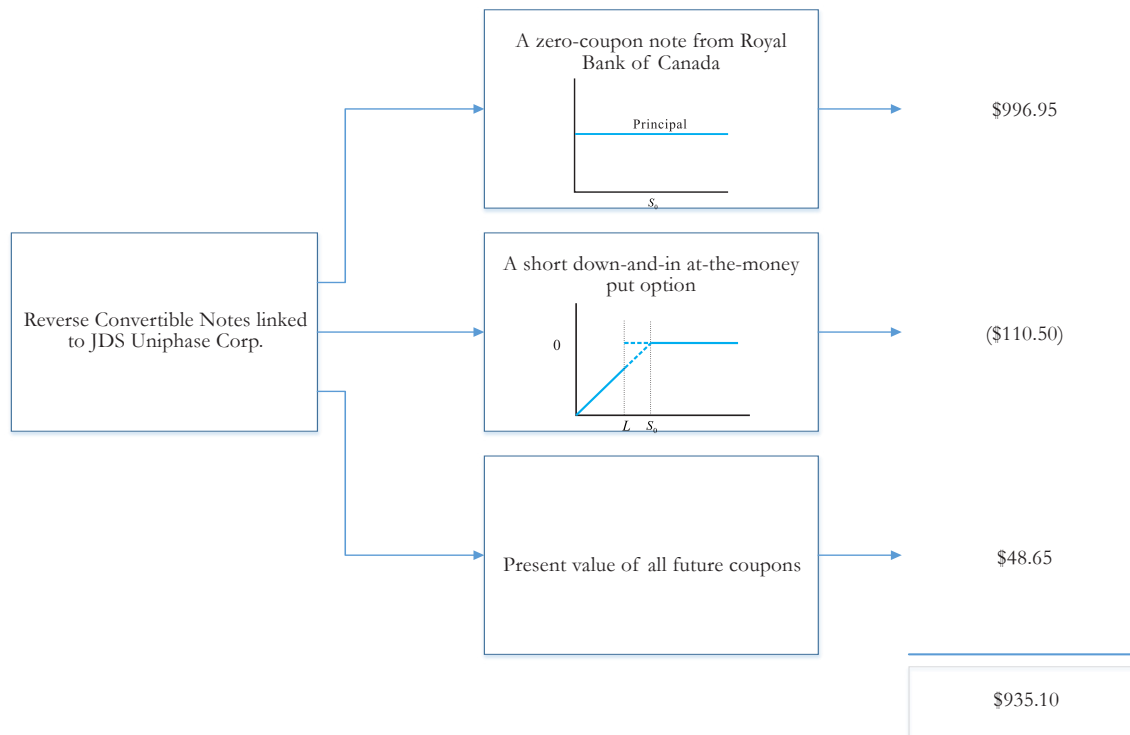 A zero-coupon note from Royal
Bank of Canada
Principal
S₀
$996.95
Reverse Convertible Notes linked
to JDS Uniphase Corp.
A short down-and-in at-the-money
put option
0
L S₀
($110.50)
Present value of all future coupons
$48.65
$935.10